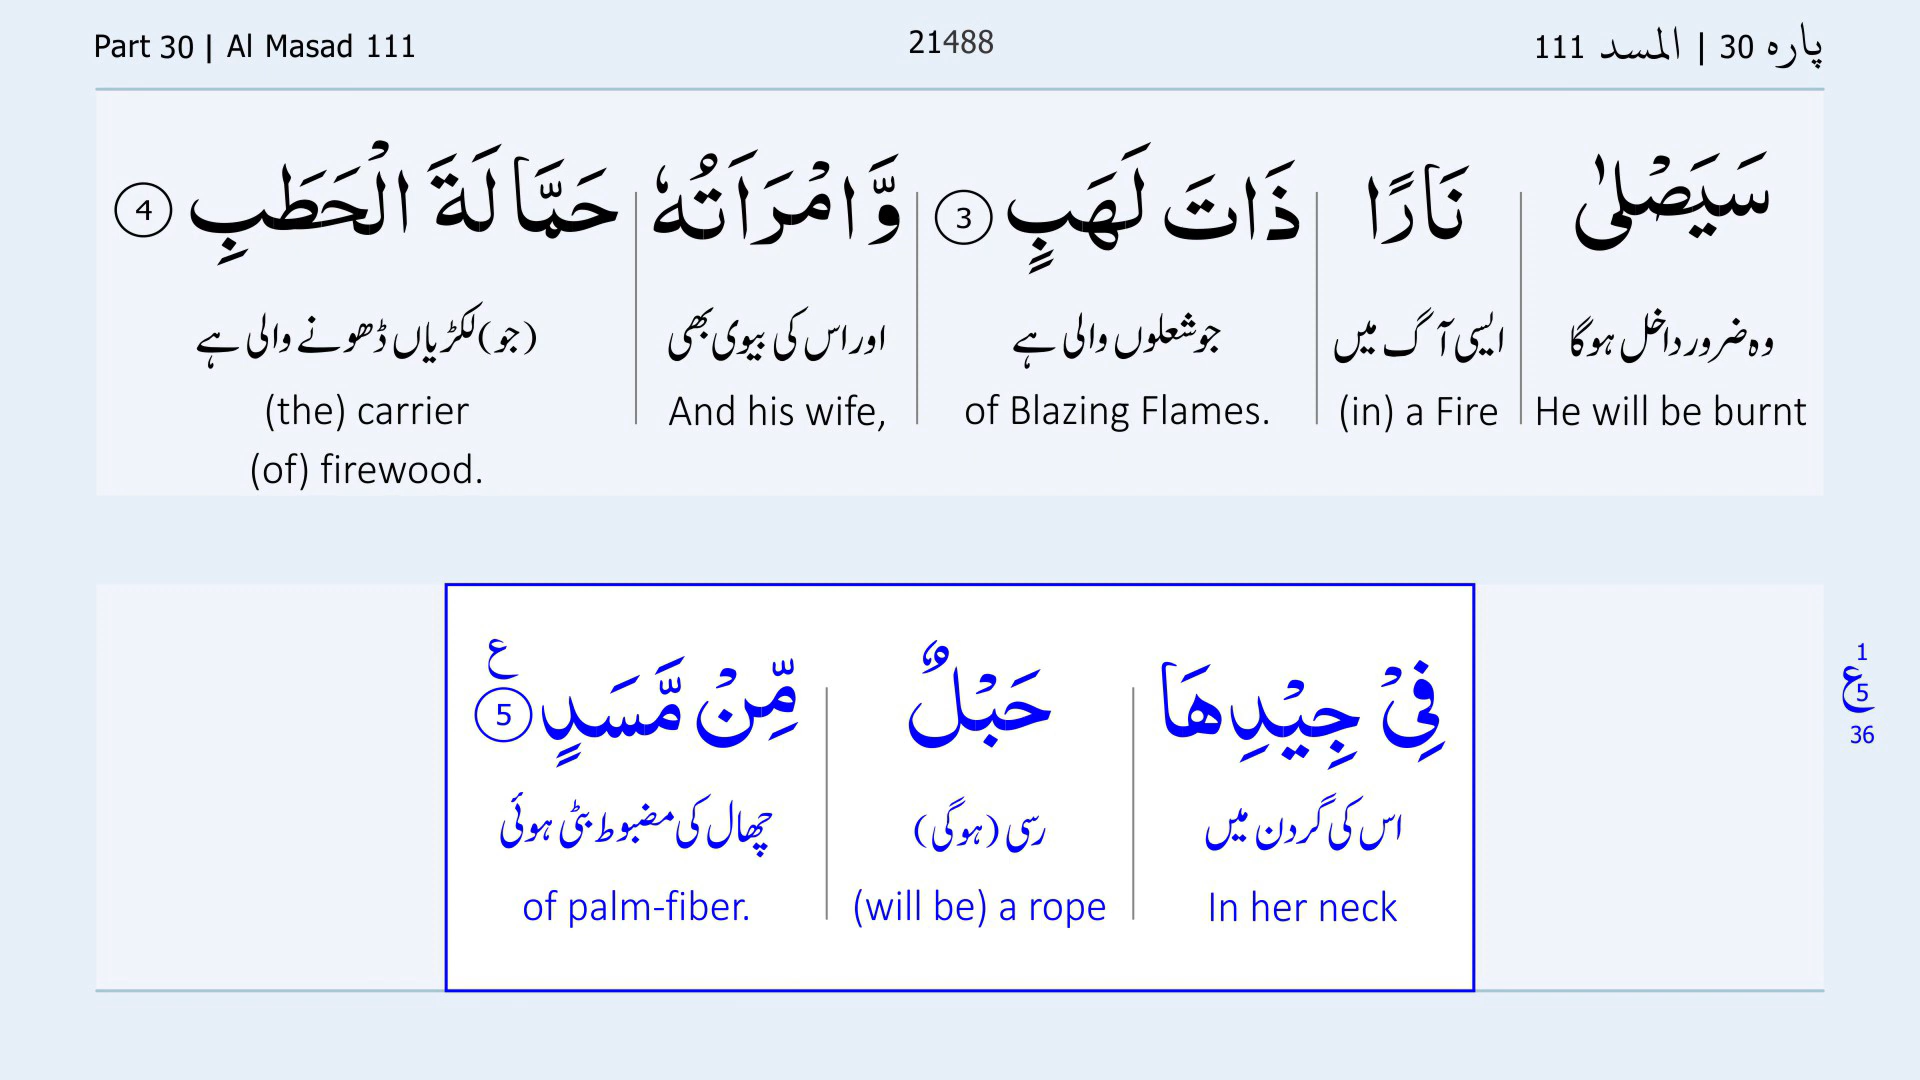 Part 30 | Al Masad 111
21488
پارہ 30 | المسد 111
سَيَصْلٰى نَارًا ذَاتَ لَهَبٍ ③ وَّامْرَاَتُهٗ حَمَّالَةَ الْحَطَبِ ④
وہ ضرور داخل ہوگا ایسی آگ میں جو شعلوں والی ہے اور اس کی بیوی بھی (جو) لکڑیاں ڈھونے والی ہے
He will be burnt (in) a Fire of Blazing Flames. And his wife, (the) carrier
(of) firewood.
فِىْ جِيْدِهَا حَبْلٌ مِّنْ مَّسَدٍ ⑤ ع
اس کی گردن میں رسی (ہوگی) چھال کی مضبوط بٹی ہوئی
In her neck (will be) a rope of palm-fiber.
1
ع 5
36